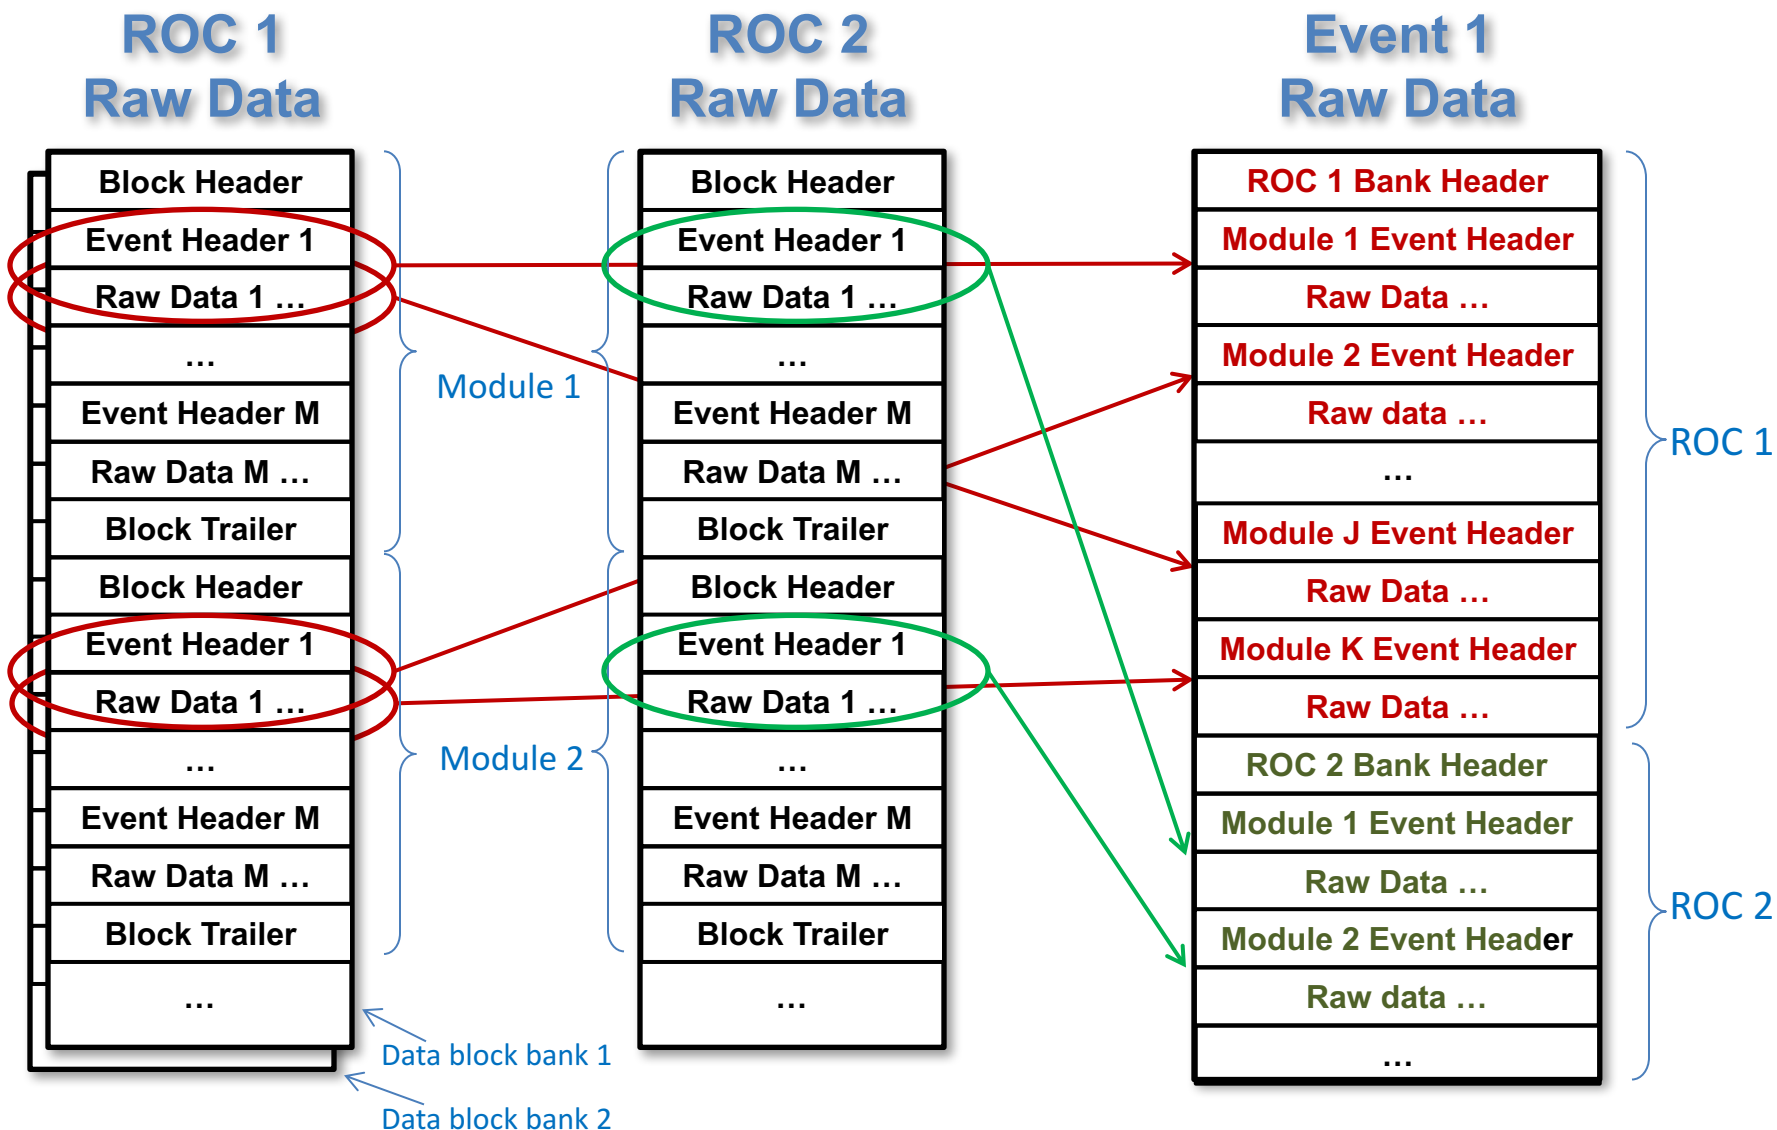 ROC 1
Raw Data
Block Header
Event Header 1
Raw Data 1 ...
...
Event Header M
Raw Data M ...
Block Trailer
Block Header
Event Header 1
Raw Data 1 ...
...
Event Header M
Raw Data M ...
Block Trailer
...
Module 1
Module 2
Data block bank 1
Data block bank 2
ROC 2
Raw Data
Block Header
Event Header 1
Raw Data 1 ...
...
Event Header M
Raw Data M ...
Block Trailer
Block Header
Event Header 1
Raw Data 1 ...
...
Event Header M
Raw Data M ...
Block Trailer
...
Event 1
Raw Data
ROC 1 Bank Header
Module 1 Event Header
Raw Data ...
Module 2 Event Header
Raw data ...
...
Module J Event Header
Raw Data ...
Module K Event Header
Raw Data ...
ROC 2 Bank Header
Module 1 Event Header
Raw Data ...
Module 2 Event Header
Raw data ...
...
ROC 1
ROC 2